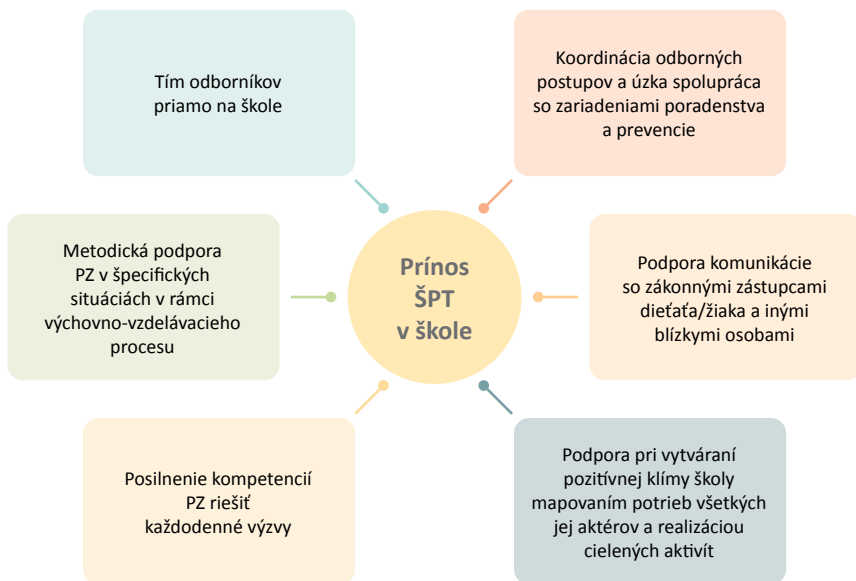 Tím odborníkov
priamo na škole
Koordinácia odborných
postupov a úzka spolupráca
so zariadeniami poradenstva
a prevencie
Metodická podpora
PZ v špecifických
situáciách v rámci
výchovno-vzdelávacieho
procesu
Prínos
ŠPT
v škole
Podpora komunikácie
so zákonnými zástupcami
dieťaťa/žiaka a inými
blízkymi osobami
Posilnenie kompetencií
PZ riešiť
každodenné výzvy
Podpora pri vytváraní
pozitívnej klímy školy
mapovaním potrieb všetkých
jej aktérov a realizáciou
cielených aktivít